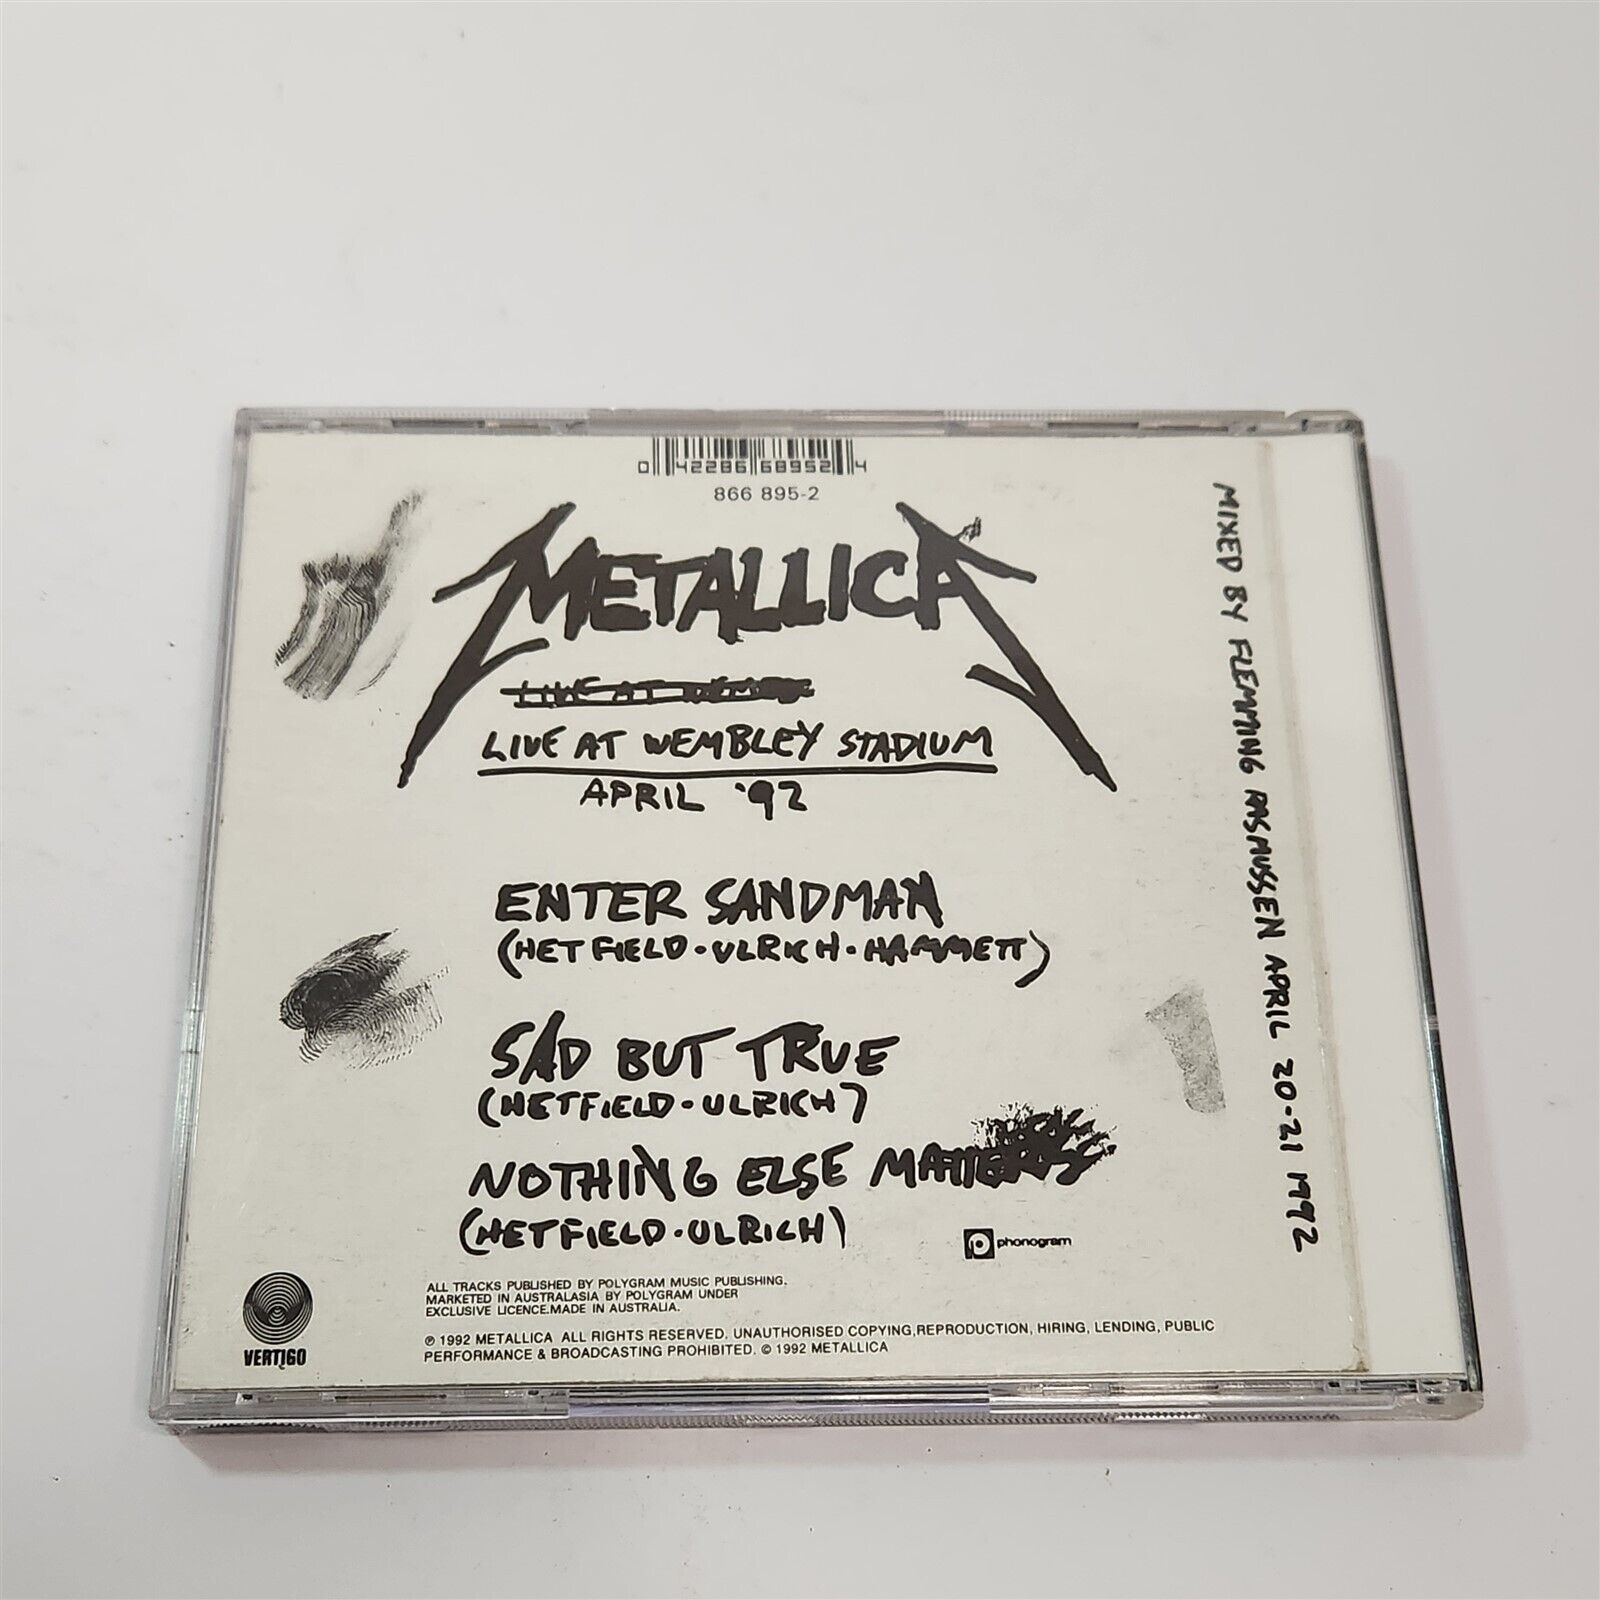 0 42286 68952 4
866 895-2
METALLICA
LIVE AT WEMBLEY STADIUM
APRIL '92
ENTER SANDMAN
(HETFIELD·ULRICH·HAMMETT)
SAD BUT TRUE
(HETFIELD·ULRICH)
NOTHING ELSE MATTERS
(HETFIELD·ULRICH)
phonogram
ALL TRACKS PUBLISHED BY POLYGRAM MUSIC PUBLISHING.
MARKETED IN AUSTRALASIA BY POLYGRAM UNDER
EXCLUSIVE LICENCE.MADE IN AUSTRALIA.
℗ 1992 METALLICA ALL RIGHTS RESERVED. UNAUTHORISED COPYING, REPRODUCTION, HIRING, LENDING, PUBLIC
PERFORMANCE & BROADCASTING PROHIBITED. © 1992 METALLICA
VERTIGO
MIXED BY FLEMMING RASMUSSEN APRIL 20-21 1992